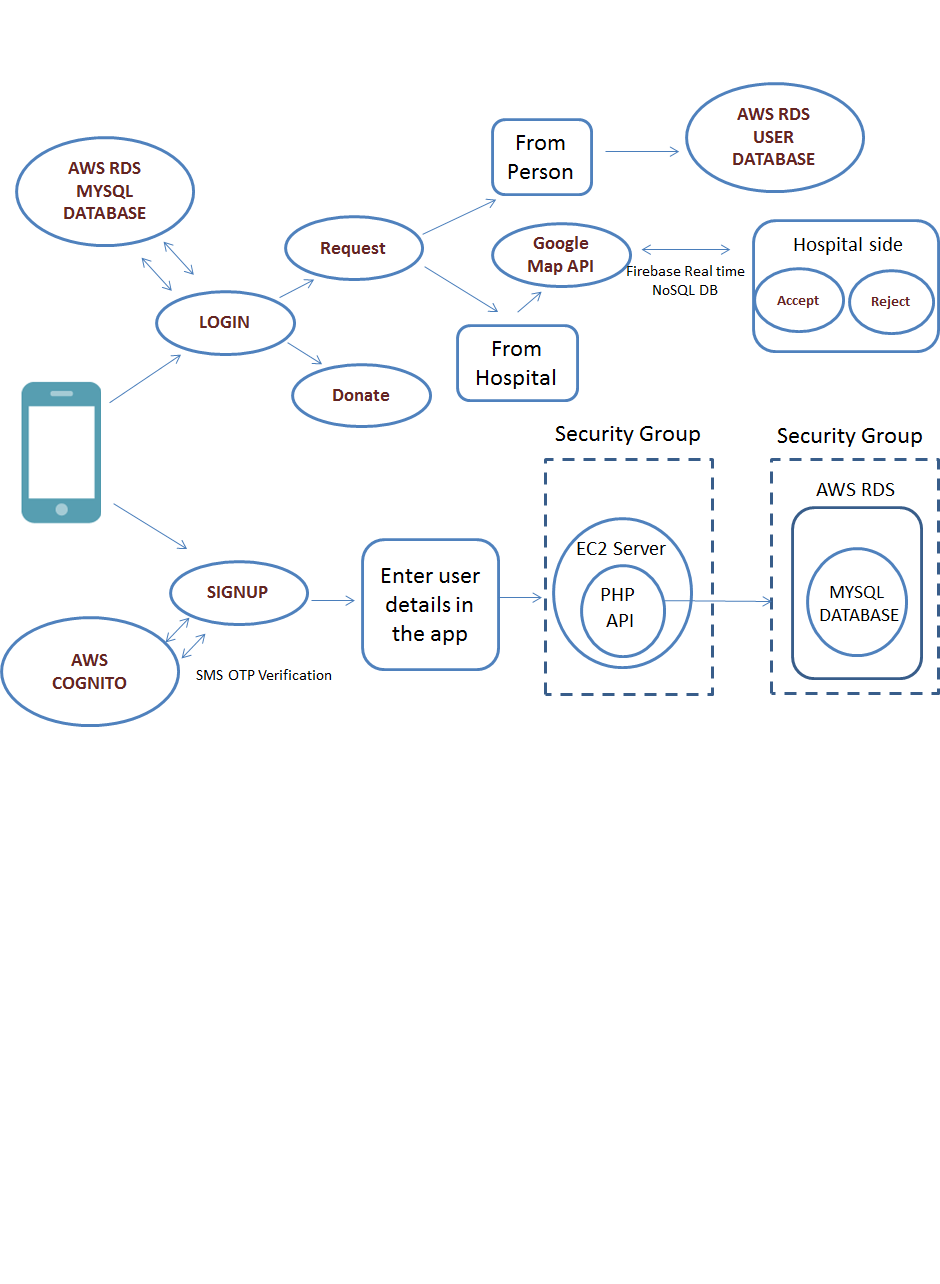 AWS RDS
USER
DATABASE
From
Person
AWS RDS
MYSQL
DATABASE
Request
Google
Map API
Firebase Real time
NoSQL DB
Hospital side
Accept
Reject
LOGIN
From
Hospital
Donate
Security Group
Security Group
AWS RDS
EC2 Server
PHP
API
MYSQL
DATABASE
SIGNUP
Enter user
details in
the app
AWS
COGNITO
SMS OTP Verification